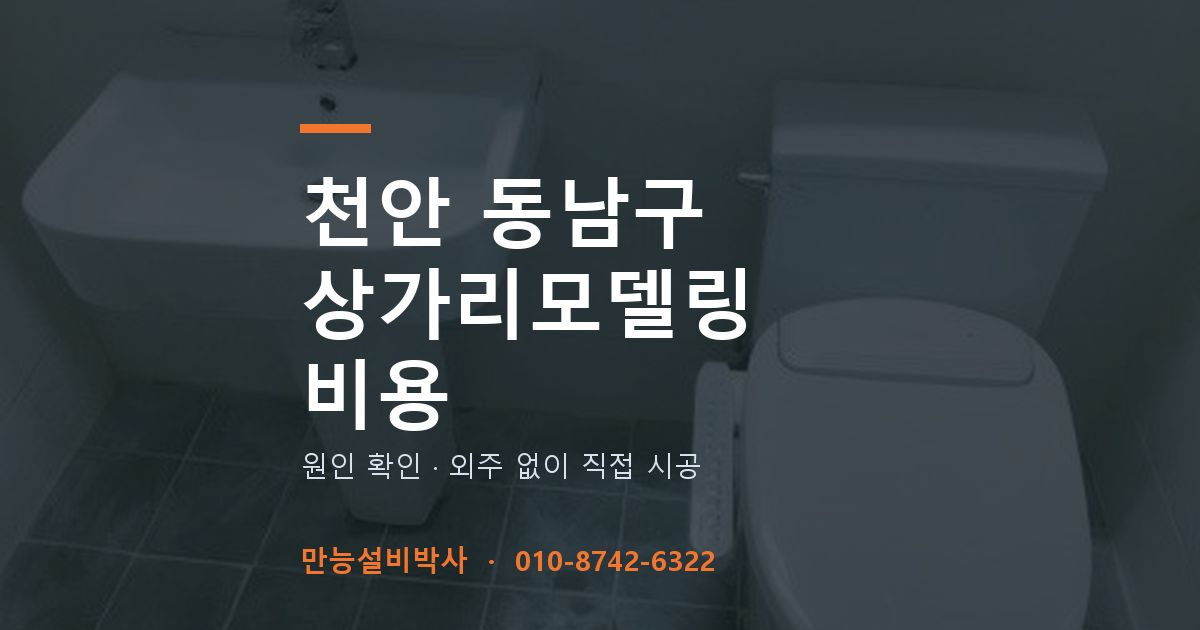 천안 동남구
상가리모델링
비용
원인 확인 · 외주 없이 직접 시공
만능설비박사 · 010-8742-6322